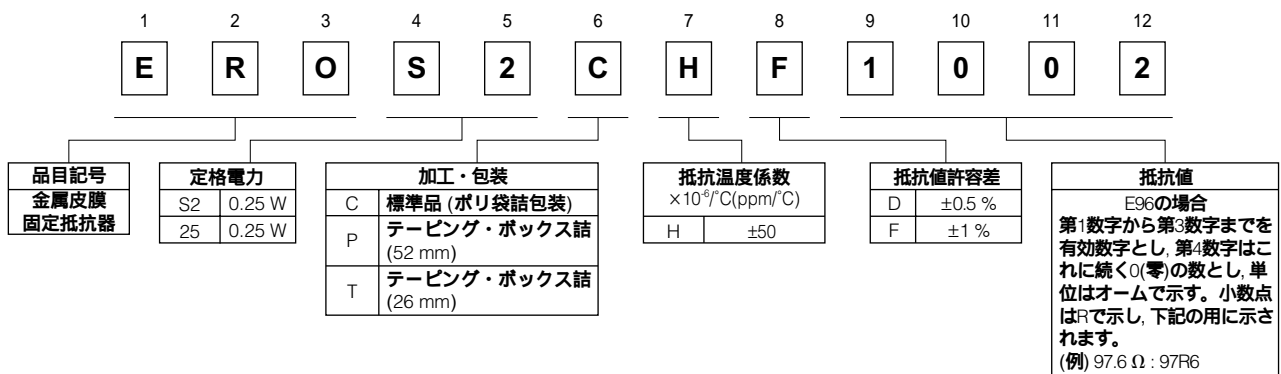 1 2 3 4 5 6 7 8 9 10 11 12
E R O S 2 C H F 1 0 0 2
品目記号
金属皮膜
固定抵抗器
定格電力
S2 0.25 W
25 0.25 W
加工・包装
C 標準品 (ポリ袋詰包装)
P テーピング・ボックス詰
(52 mm)
T テーピング・ボックス詰
(26 mm)
抵抗温度係数
×10⁻⁶/°C(ppm/°C)
H ±50
抵抗値許容差
D ±0.5 %
F ±1 %
抵抗値
E96の場合
第1数字から第3数字までを
有効数字とし, 第4数字はこ
れに続く0(零)の数とし, 単
位はオームで示す。小数点
はRで示し, 下記の用に示さ
れます。
(例) 97.6 Ω : 97R6